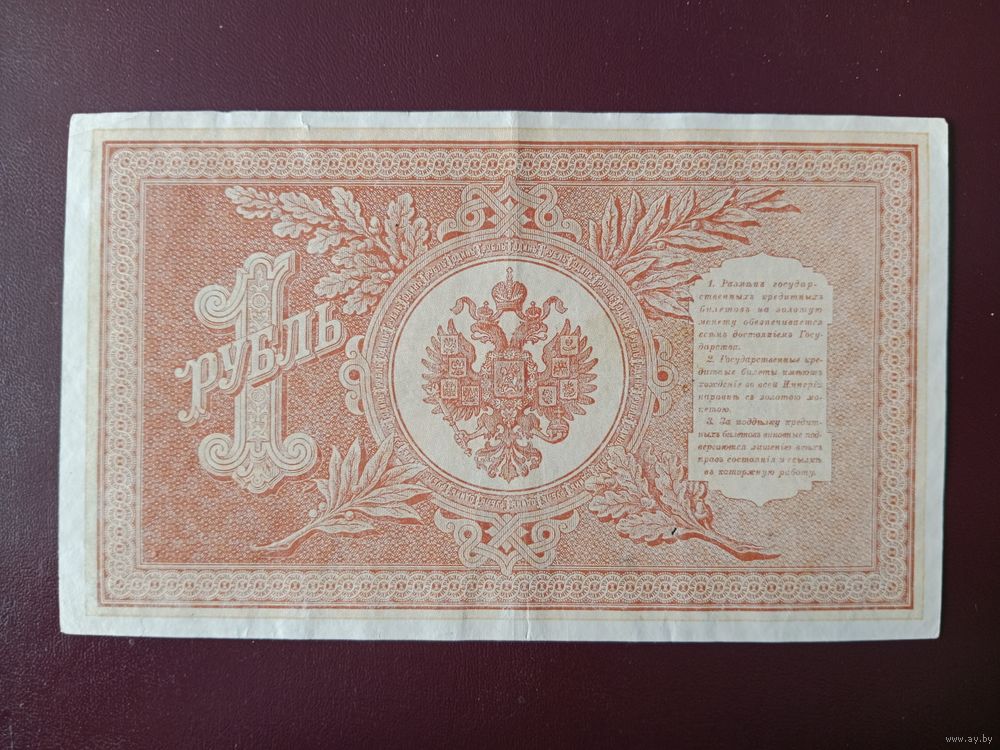 1
РУБЛЬ
1. Размѣнъ государ-
ственныхъ кредитныхъ
билетовъ на золотую
монету обезпечивается
всѣмъ достояніемъ Госу-
дарства.
2. Государственные кре-
дитные билеты имѣютъ
хожденіе во всей Имперіи
наравнѣ съ золотою мо-
нетою.
3. За поддѣлку кредит-
ныхъ билетовъ виновные под-
вергаются лишенію всѣхъ
правъ состоянія и ссылкѣ
въ каторжную работу.
www.ay.by